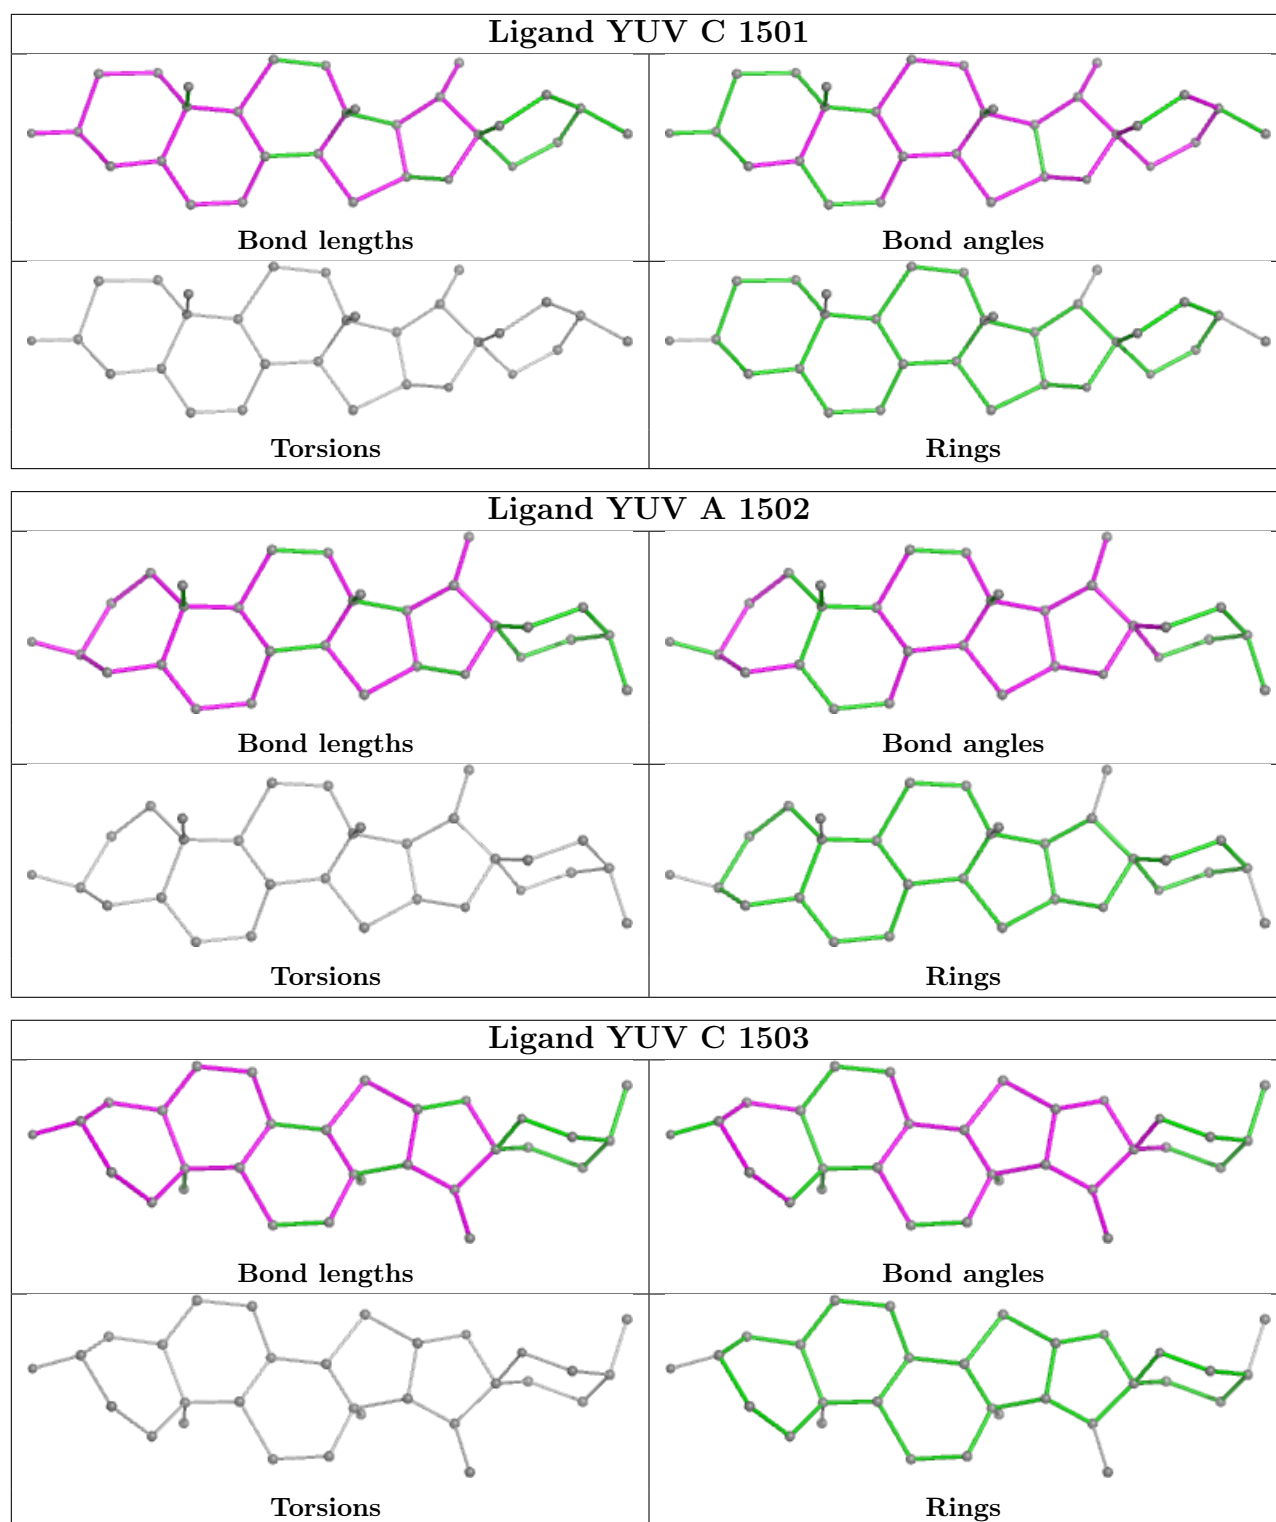 Ligand YUV C 1501
Bond lengths
Bond angles
Torsions
Rings
Ligand YUV A 1502
Bond lengths
Bond angles
Torsions
Rings
Ligand YUV C 1503
Bond lengths
Bond angles
Torsions
Rings